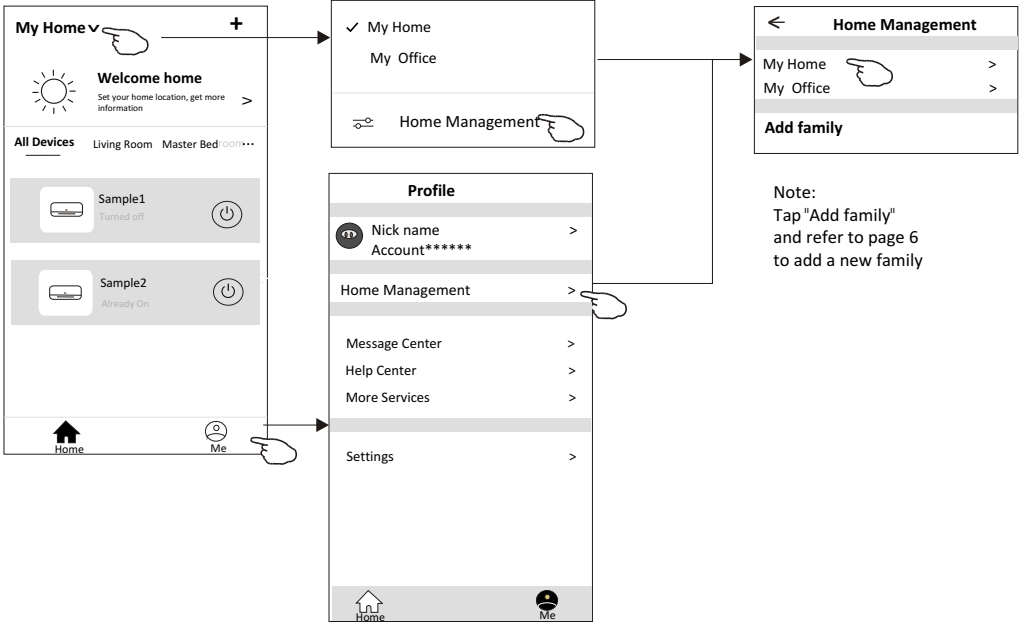 My Home
+
Welcome home
Set your home location, get more
information
>
All Devices Living Room Master Bedroom ...
Sample1
Turned off
Sample2
Already On
Home Me
✓ My Home
My Office
Home Management
Profile
Nick name >
Account******
Home Management >
Message Center >
Help Center >
More Services >
Settings >
Home Me
← Home Management
My Home >
My Office >
Add family
Note:
Tap "Add family"
and refer to page 6
to add a new family